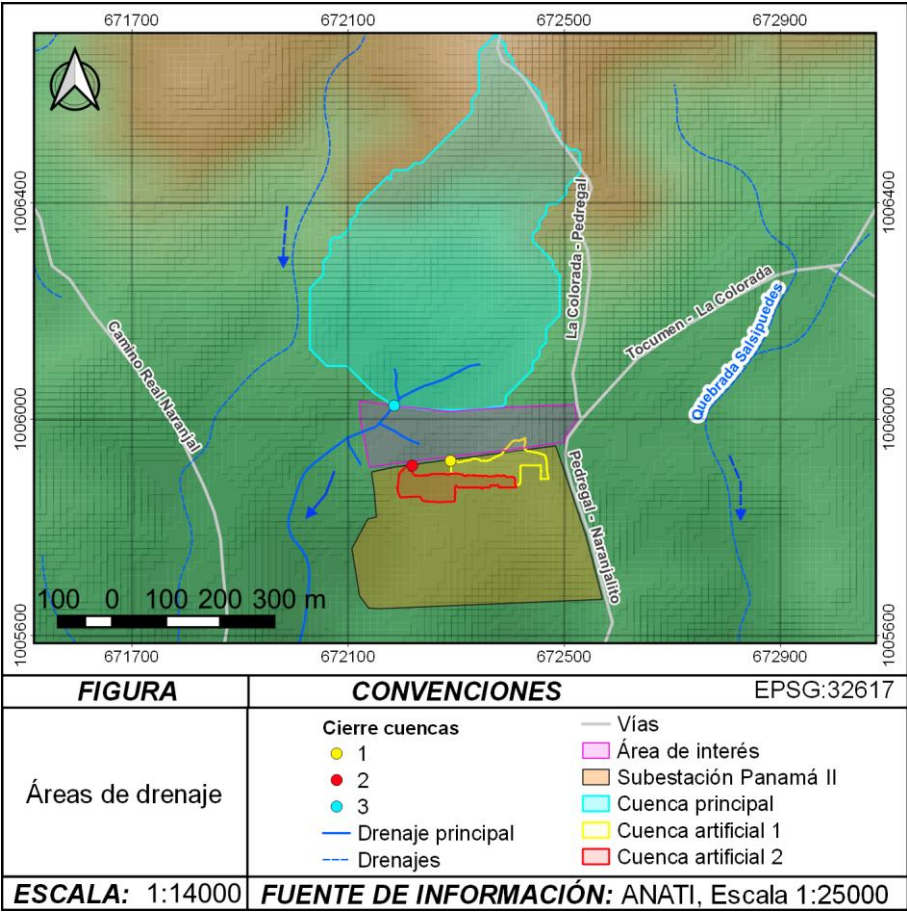 671700 672100 672500 672900
1006400 1006400
La Colorada - Pedregal
Tocumen - La Colorada
Quebrada Salsipuedes
Camino Real Naranjal
1006000 1006000
Pedregal - Naranjalito
100 0 100 200 300 m
1005600 1005600
671700 672100 672500 672900
FIGURA CONVENCIONES EPSG:32617
Áreas de drenaje
Cierre cuencas
1
2
3
Drenaje principal
Drenajes
Vías
Área de interés
Subestación Panamá II
Cuenca principal
Cuenca artificial 1
Cuenca artificial 2
ESCALA: 1:14000 FUENTE DE INFORMACIÓN: ANATI, Escala 1:25000